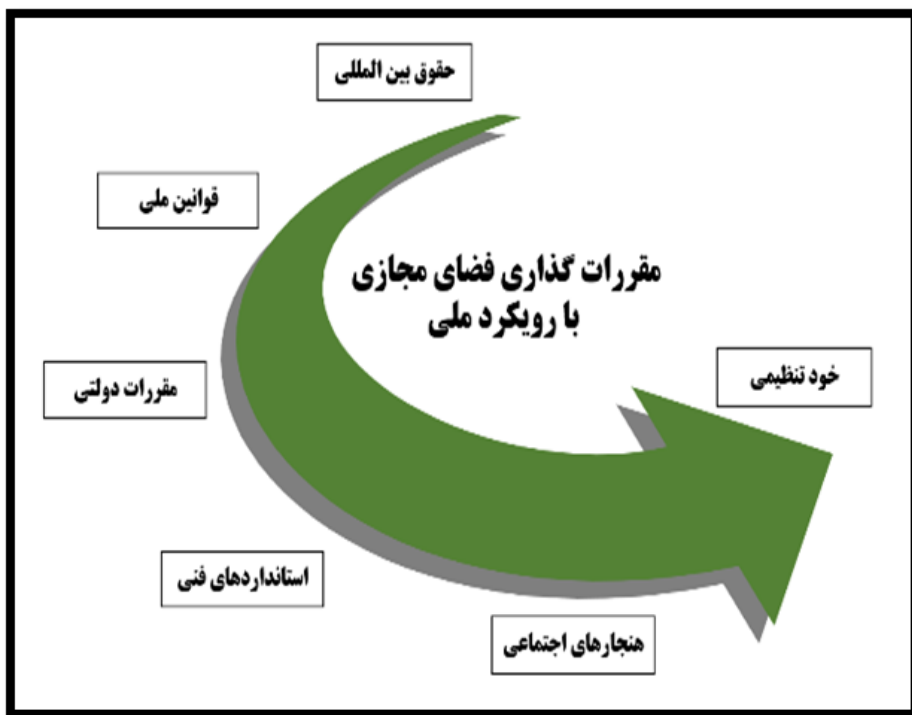 حقوق بین المللی
قوانین ملی
مقررات گذاری فضای مجازی
با رویکرد ملی
خود تنظیمی
مقررات دولتی
استانداردهای فنی
هنجارهای اجتماعی